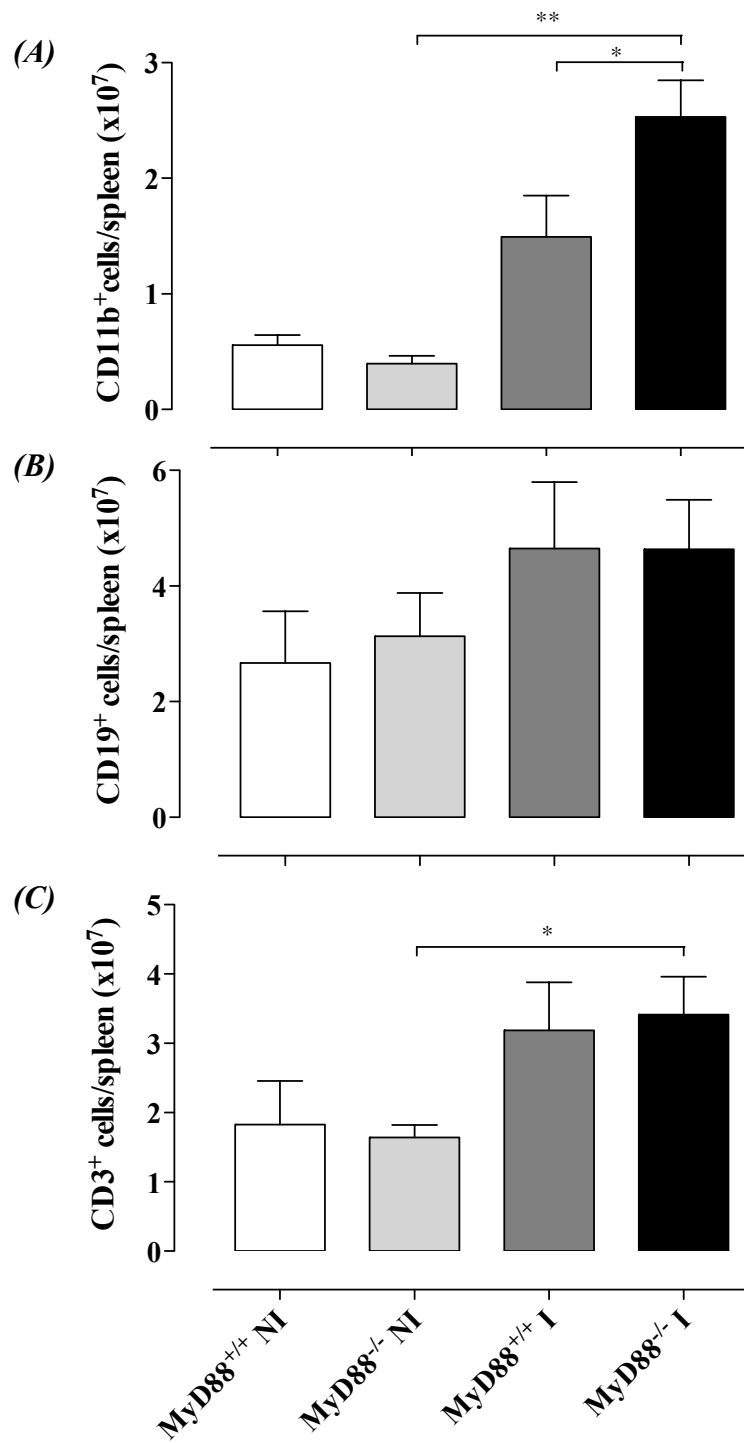 (A)
CD11b⁺cells/spleen (x10⁷)
3
2
1
0
**
*
(B)
CD19⁺ cells/spleen (x10⁷)
6
4
2
0
(C)
CD3⁺ cells/spleen (x10⁷)
5
4
3
2
1
0
*
MyD88⁺/⁺ NI
MyD88⁻/⁻ NI
MyD88⁺/⁺ I
MyD88⁻/⁻ I